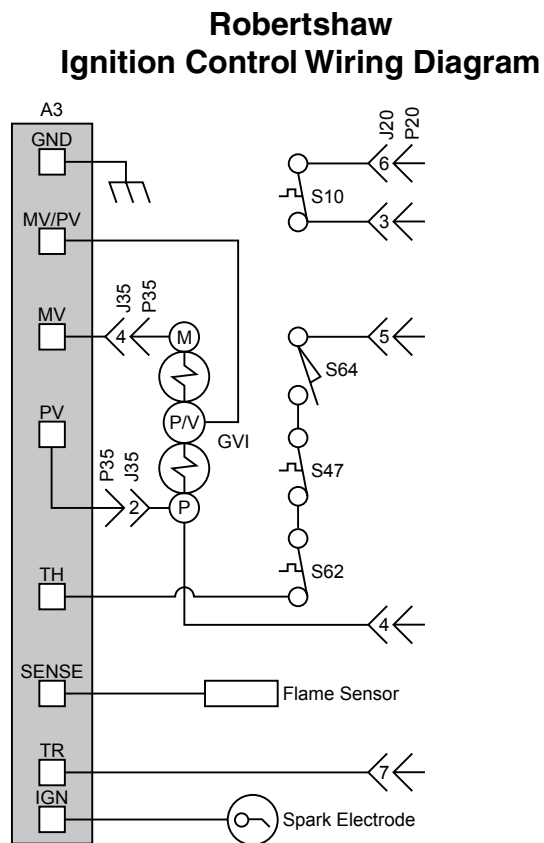 Robertshaw
Ignition Control Wiring Diagram
A3
GND
J20
P20
6
S10
MV/PV
3
J35
P35
MV
4
M
5
S64
PV
P/V
GVI
P35
J35
S47
2
P
TH
S62
4
SENSE
Flame Sensor
TR
7
IGN
Spark Electrode